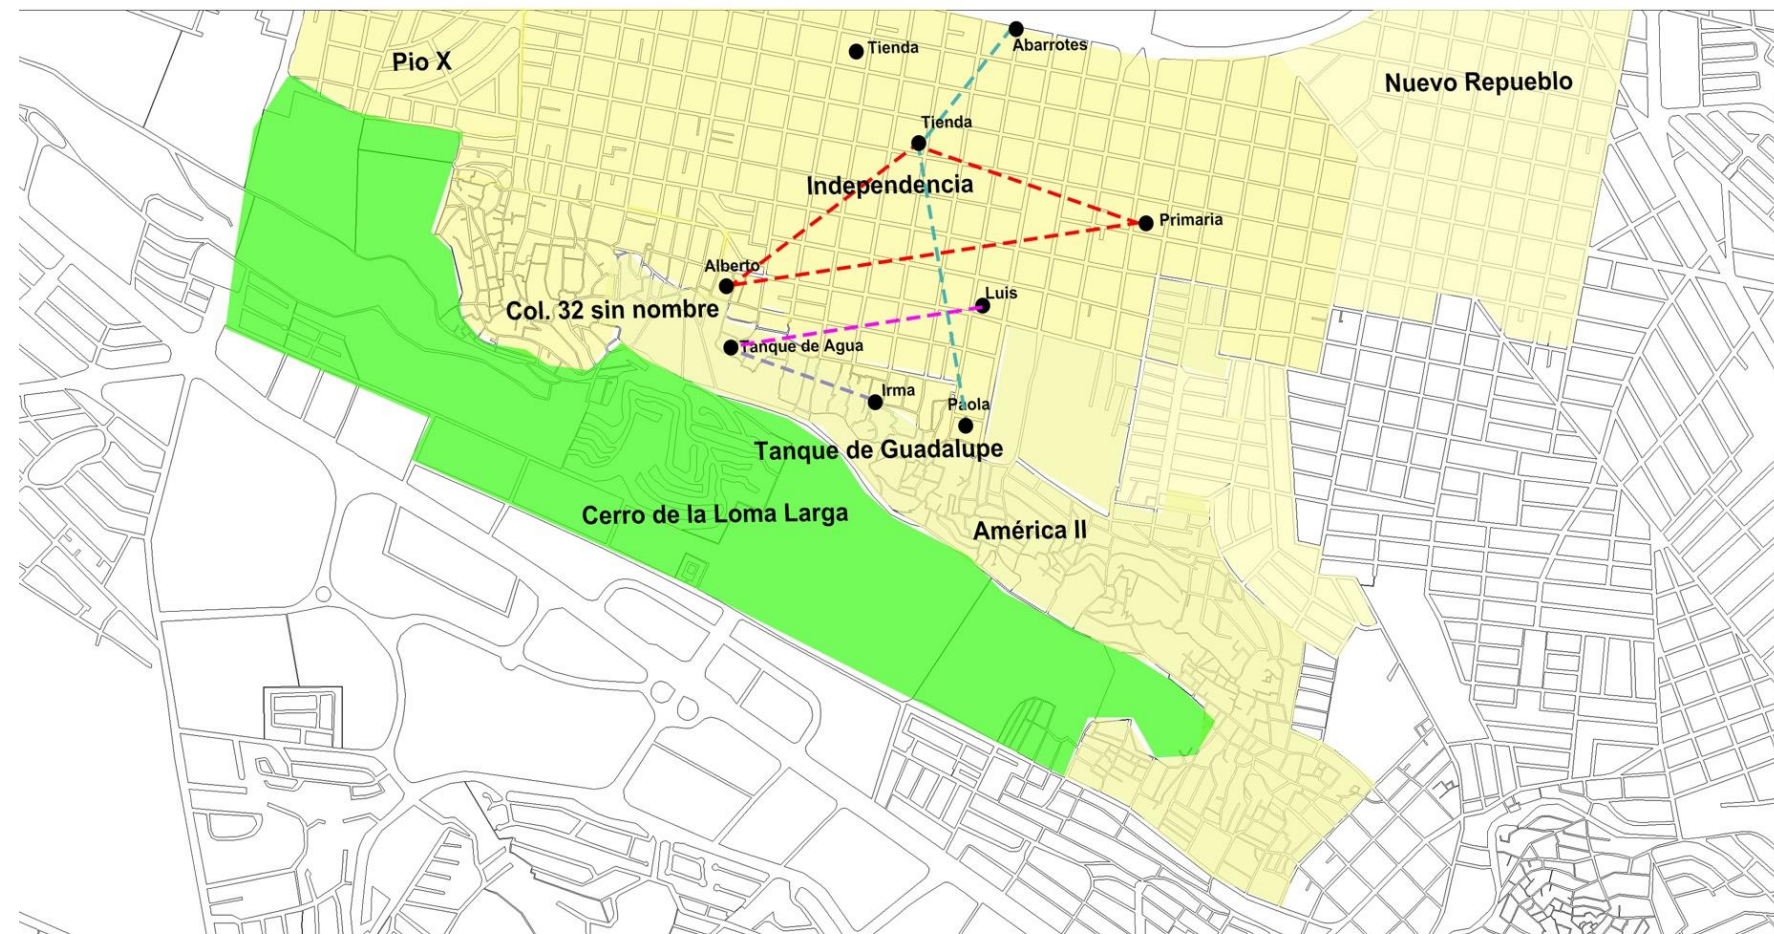 Abarrotes
Tienda
Pio X
Nuevo Repueblo
Tienda
Independencia
Primaria
Alberto
Luis
Col. 32 sin nombre
Tanque de Agua
Irma
Paola
Tanque de Guadalupe
Cerro de la Loma Larga
América II